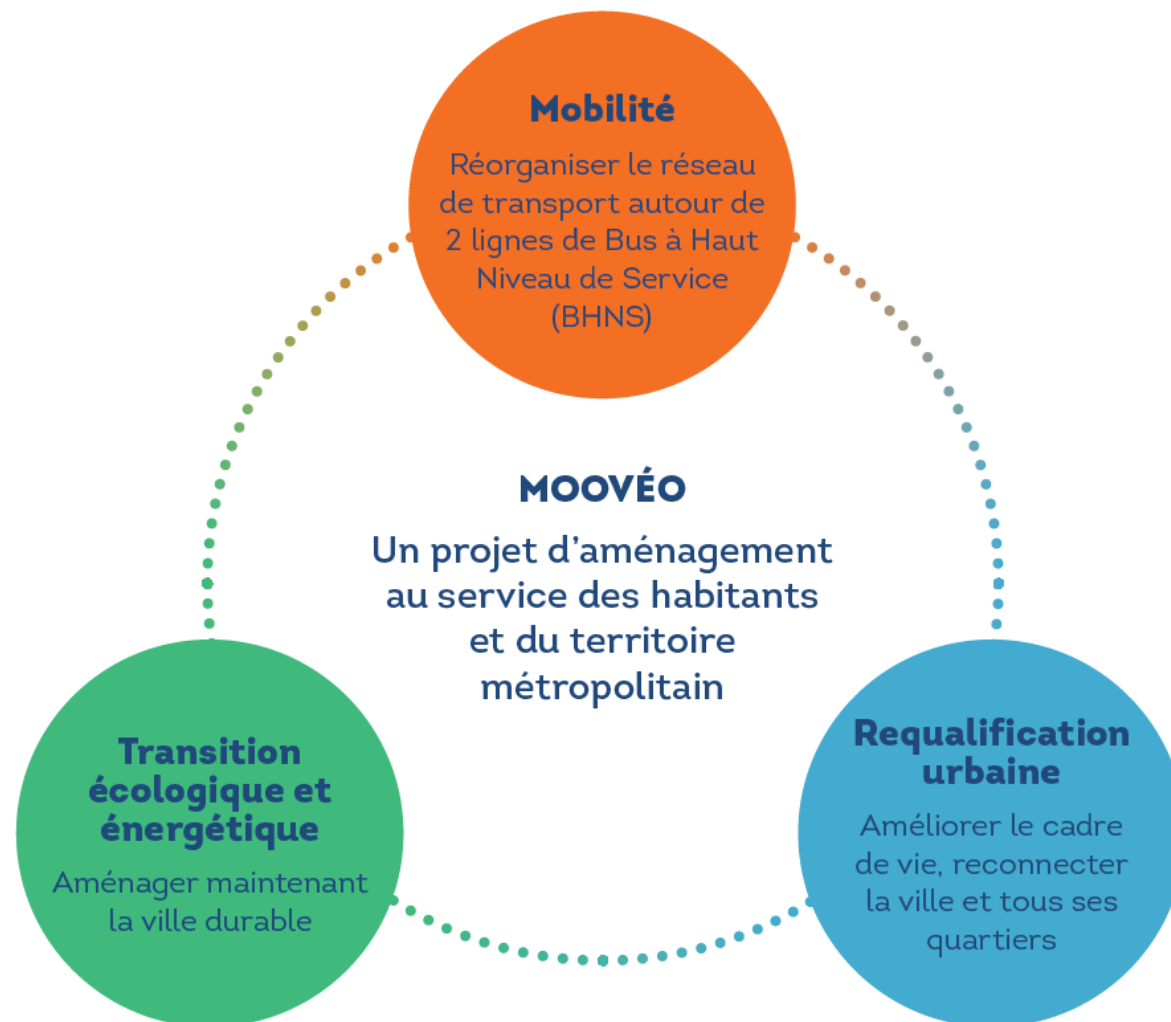 Mobilité
Réorganiser le réseau
de transport autour de
2 lignes de Bus à Haut
Niveau de Service
(BHNS)
MOOVÉO
Un projet d’aménagement
au service des habitants
et du territoire
métropolitain
Transition
écologique et
énergétique
Aménager maintenant
la ville durable
Requalification
urbaine
Améliorer le cadre
de vie, reconnecter
la ville et tous ses
quartiers